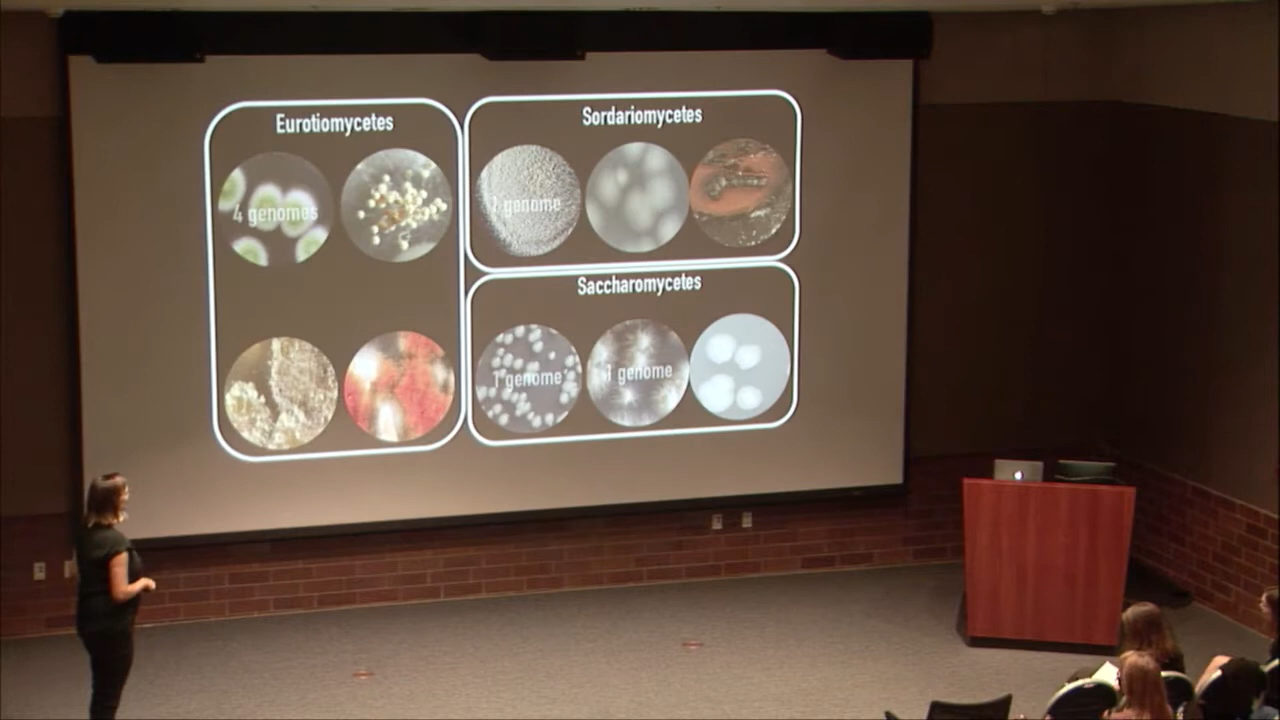 Eurotiomycetes
4 genomes
Sordariomycetes
genome
Saccharomycetes
1 genome
1 genome